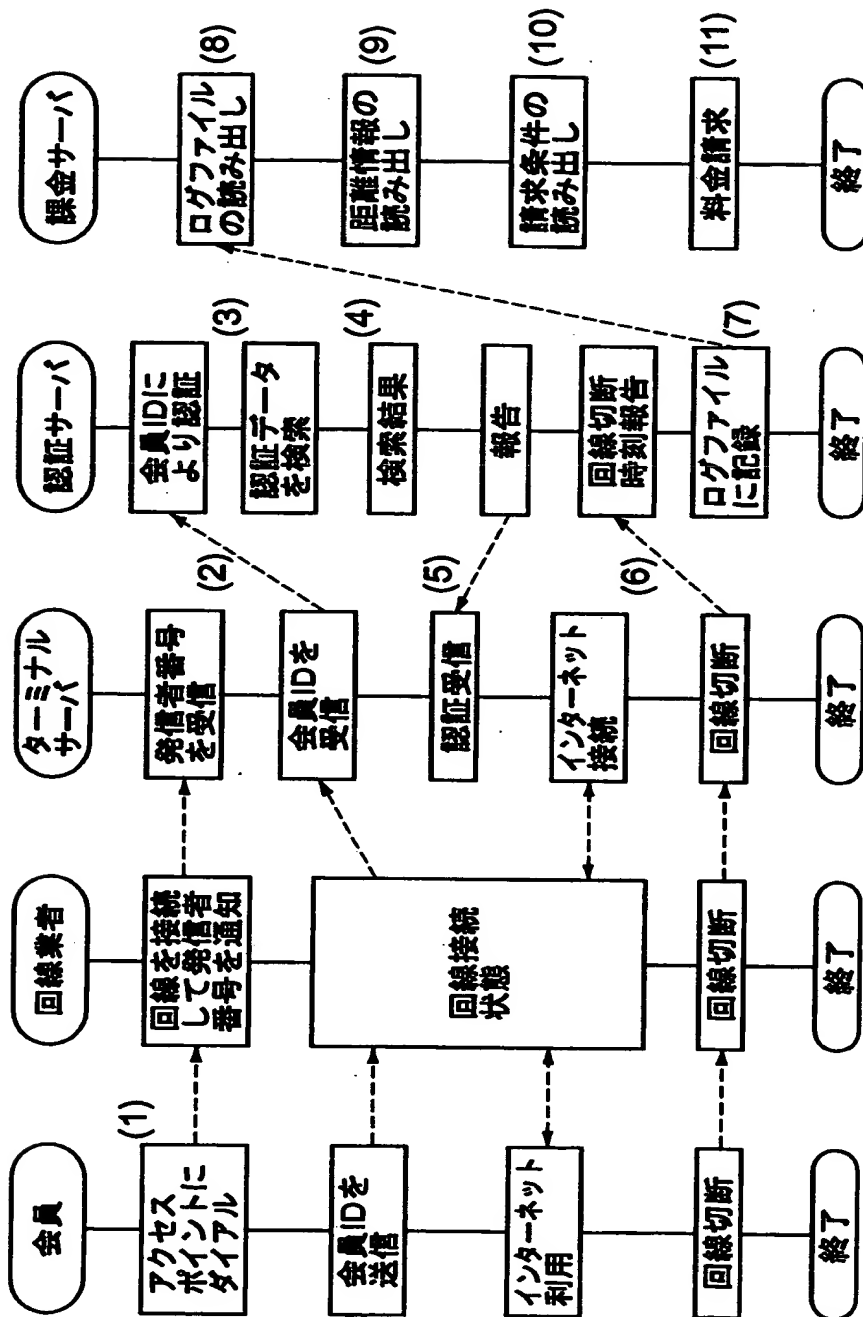 会員
アクセス
ポイントに
ダイアル
(1)
会員IDを
送信
インターネット
利用
回線切断
終了
回線業者
回線を接続
して発信者
番号を通知
回線接続
状態
回線切断
終了
ターミナル
サーバ
発信者番号
を受信
(2)
会員IDを
受信
認証受信
(5)
インターネット
接続
回線切断
(6)
終了
認証サーバ
会員IDに
より認証
(3)
認証データ
を検索
(4)
検索結果
報告
回線切断
時刻報告
ログファイル
に記録
(7)
終了
課金サーバ
ログファイル
の読み出し
(8)
距離情報の
読み出し
(9)
請求条件の
読み出し
(10)
料金請求
(11)
終了